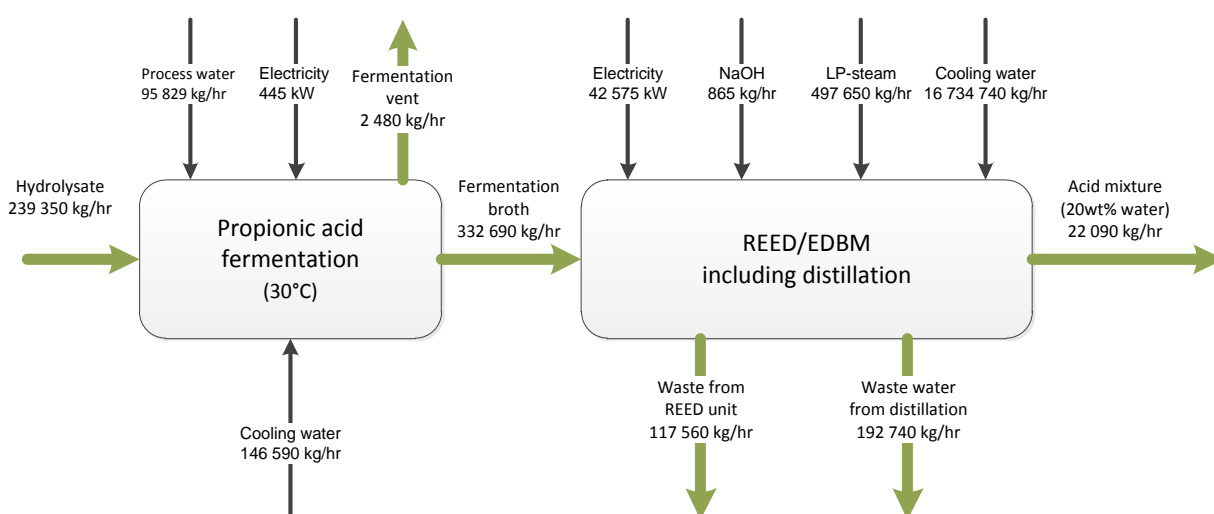 Process water
95 829 kg/hr
Electricity
445 kW
Fermentation
vent
2 480 kg/hr
Electricity
42 575 kW
NaOH
865 kg/hr
LP-steam
497 650 kg/hr
Cooling water
16 734 740 kg/hr
Hydrolysate
239 350 kg/hr
Propionic acid
fermentation
(30°C)
Fermentation
broth
332 690 kg/hr
REED/EDBM
including distillation
Acid mixture
(20wt% water)
22 090 kg/hr
Cooling water
146 590 kg/hr
Waste from
REED unit
117 560 kg/hr
Waste water
from distillation
192 740 kg/hr